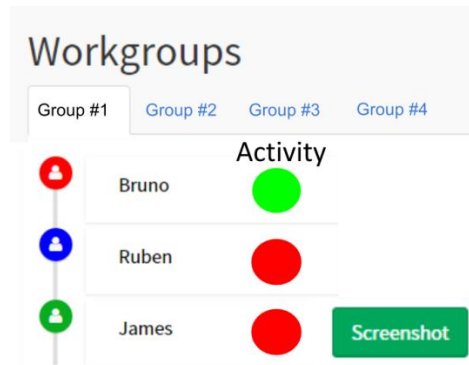 Workgroups
Group #1 Group #2 Group #3 Group #4
Activity
Bruno
Ruben
James Screenshot